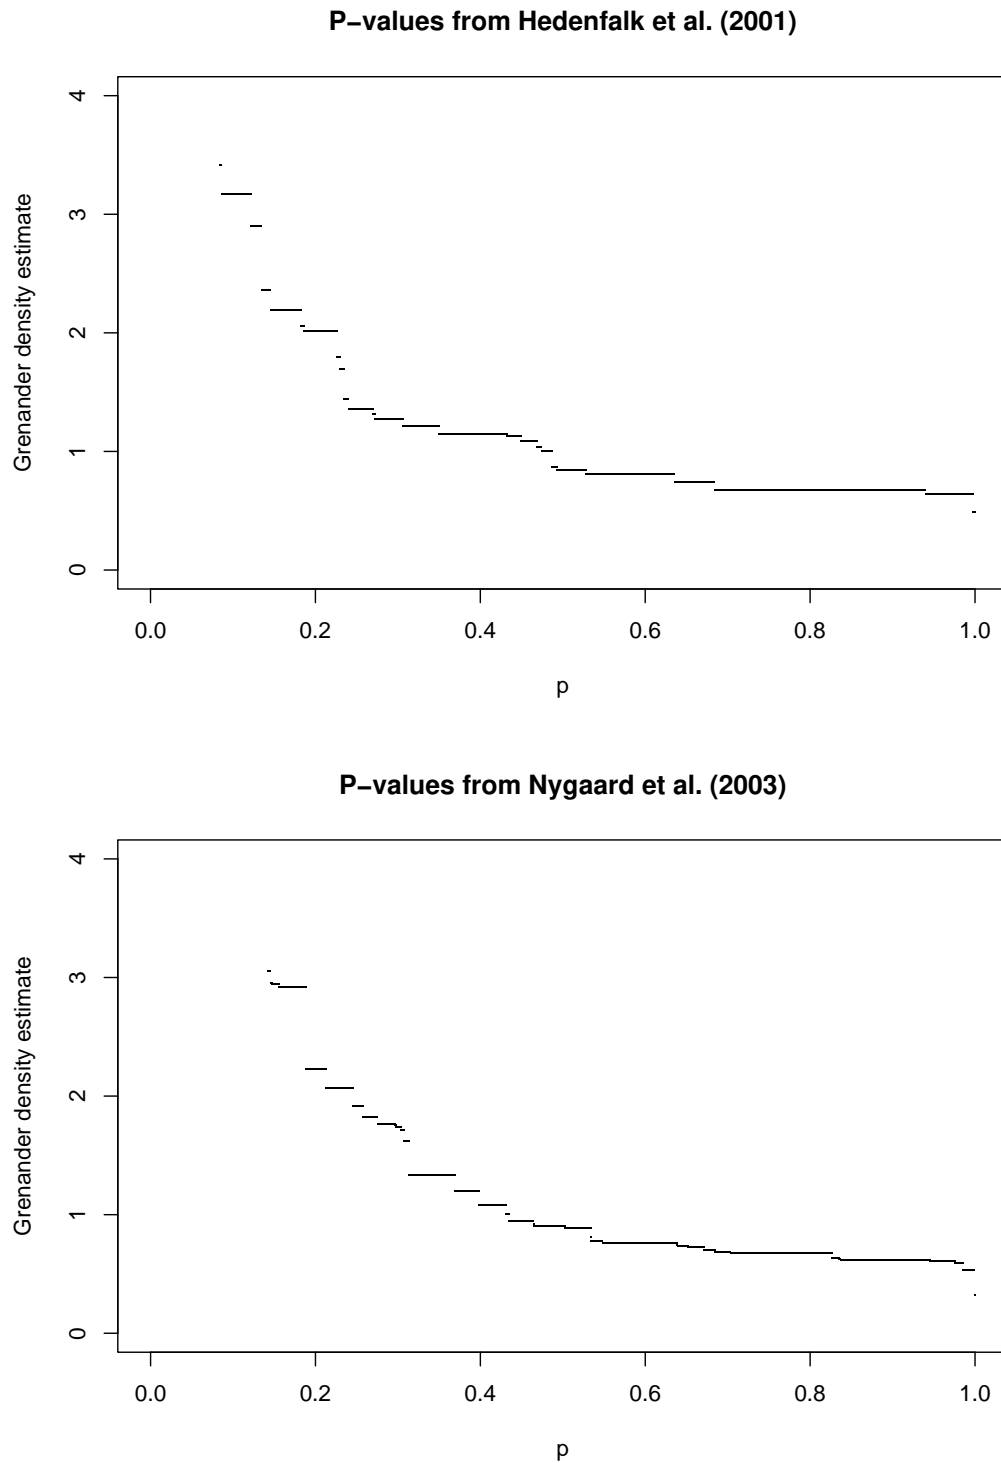 P−values from Hedenfalk et al. (2001)
4
3
2
1
0
Grenander density estimate
0.0 0.2 0.4 0.6 0.8 1.0
p
P−values from Nygaard et al. (2003)
4
3
2
1
0
Grenander density estimate
0.0 0.2 0.4 0.6 0.8 1.0
p